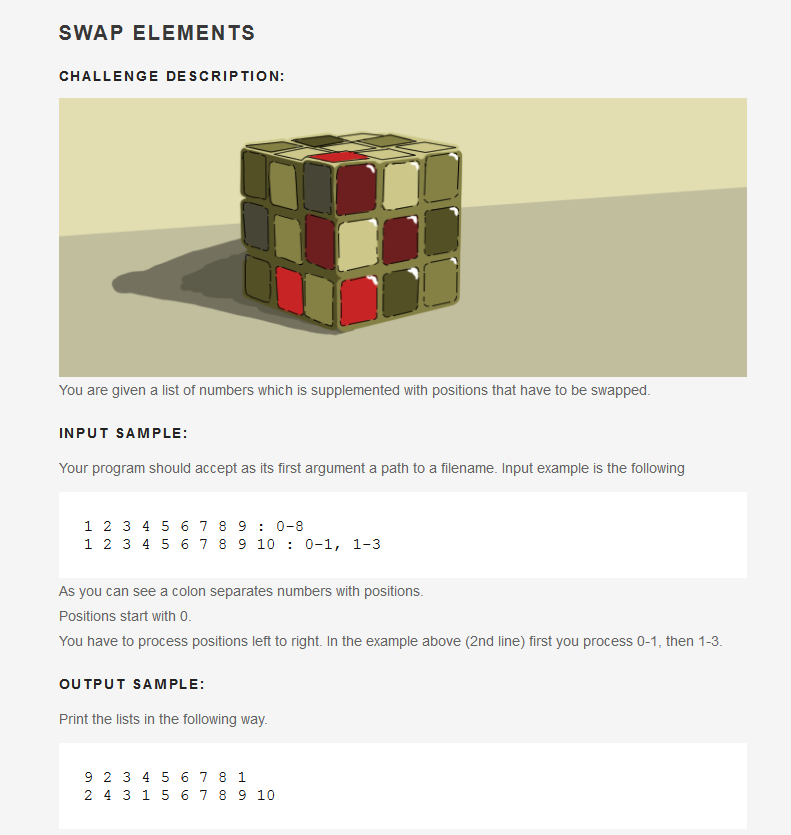 SWAP ELEMENTS
CHALLENGE DESCRIPTION:
You are given a list of numbers which is supplemented with positions that have to be swapped.
INPUT SAMPLE:
Your program should accept as its first argument a path to a filename. Input example is the following
1 2 3 4 5 6 7 8 9 : 0-8
1 2 3 4 5 6 7 8 9 10 : 0-1, 1-3
As you can see a colon separates numbers with positions.
Positions start with 0.
You have to process positions left to right. In the example above (2nd line) first you process 0-1, then 1-3.
OUTPUT SAMPLE:
Print the lists in the following way.
9 2 3 4 5 6 7 8 1
2 4 3 1 5 6 7 8 9 10